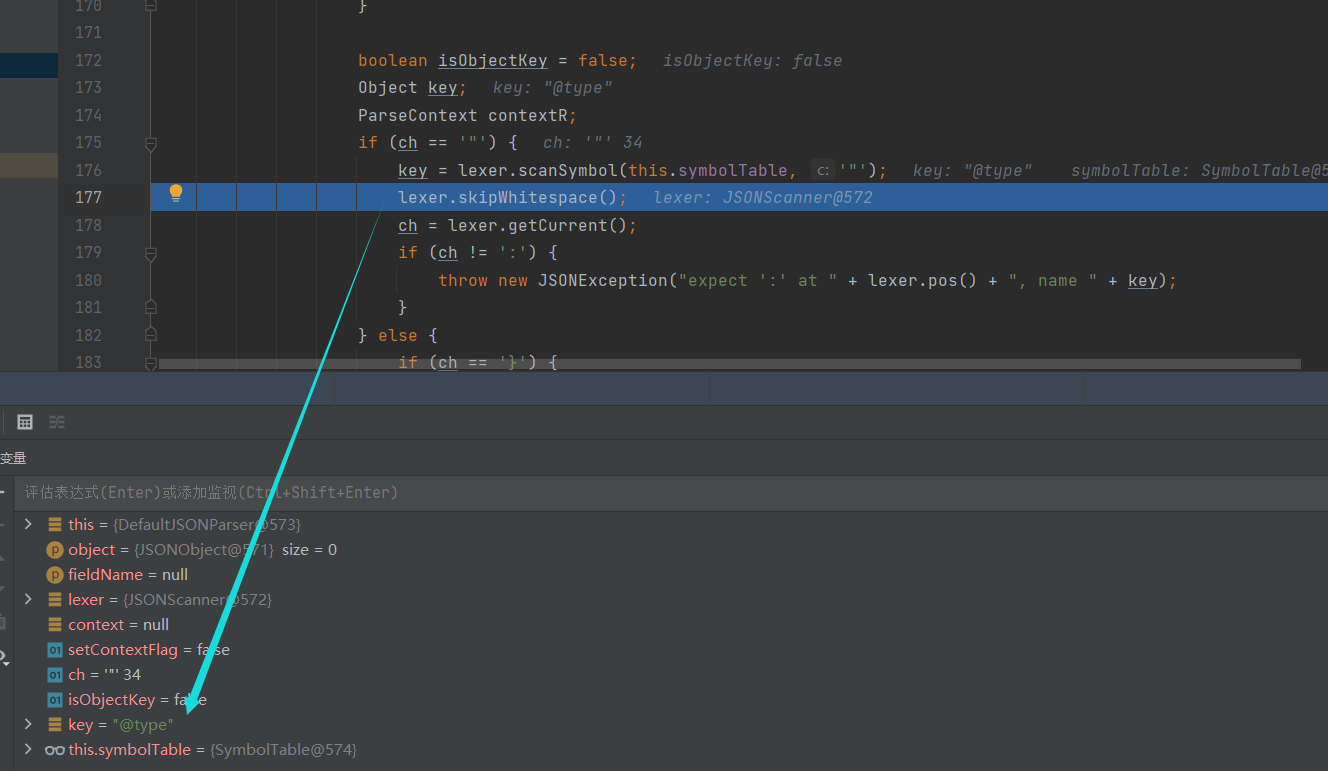 170 }
171
172 boolean isObjectKey = false; isObjectKey: false
173 Object key; key: "@type"
174 ParseContext contextR;
175 if (ch == '"') { ch: '"' 34
176 key = lexer.scanSymbol(this.symbolTable, c: '"'); key: "@type" symbolTable: SymbolTable@5
177 lexer.skipWhitespace(); lexer: JSONScanner@572
178 ch = lexer.getCurrent();
179 if (ch != ':') {
180 throw new JSONException("expect ':' at " + lexer.pos() + ", name " + key);
181 }
182 } else {
183 if (ch == '}') {
变量
评估表达式(Enter)或添加监视(Ctrl+Shift+Enter)
this = {DefaultJSONParser@573}
p object = {JSONObject@571} size = 0
p fieldName = null
lexer = {JSONScanner@572}
context = null
01 setContextFlag = false
01 ch = '"' 34
01 isObjectKey = false
key = "@type"
this.symbolTable = {SymbolTable@574}